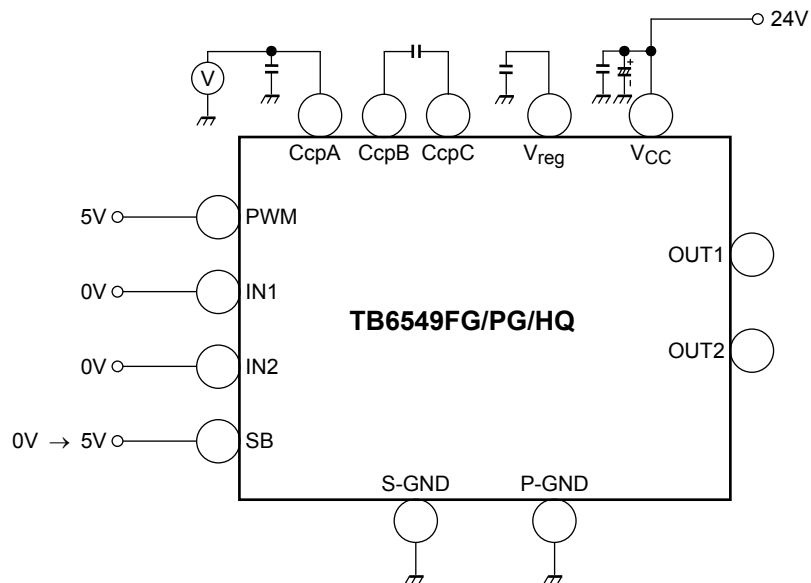 24V
V
+
−
CcpA CcpB CcpC Vreg VCC
5V PWM
OUT1
0V IN1
TB6549FG/PG/HQ
OUT2
0V IN2
0V → 5V SB
S-GND P-GND